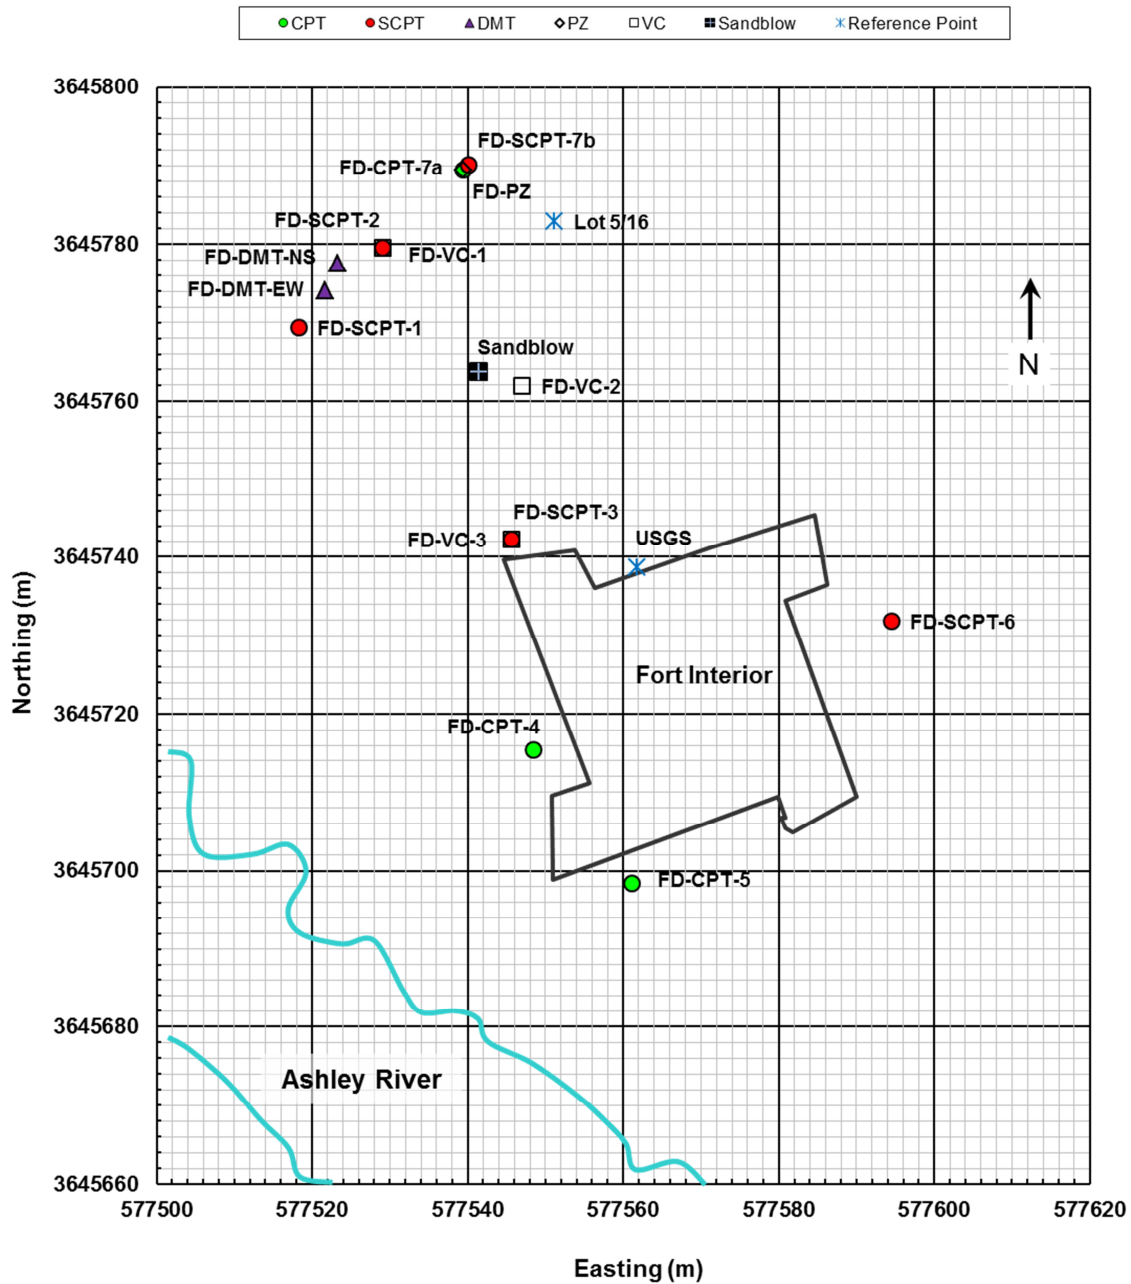 CPT SCPT DMT PZ VC Sandblow Reference Point
3645800
FD-SCPT-7b
FD-CPT-7a
FD-PZ
FD-SCPT-2
Lot 5/16
3645780
FD-DMT-NS
FD-VC-1
FD-DMT-EW
FD-SCPT-1
Sandblow
N
FD-VC-2
3645760
FD-SCPT-3
FD-VC-3
USGS
3645740
FD-SCPT-6
Northing (m)
Fort Interior
3645720
FD-CPT-4
3645700
FD-CPT-5
3645680
Ashley River
3645660
577500 577520 577540 577560 577580 577600 577620
Easting (m)